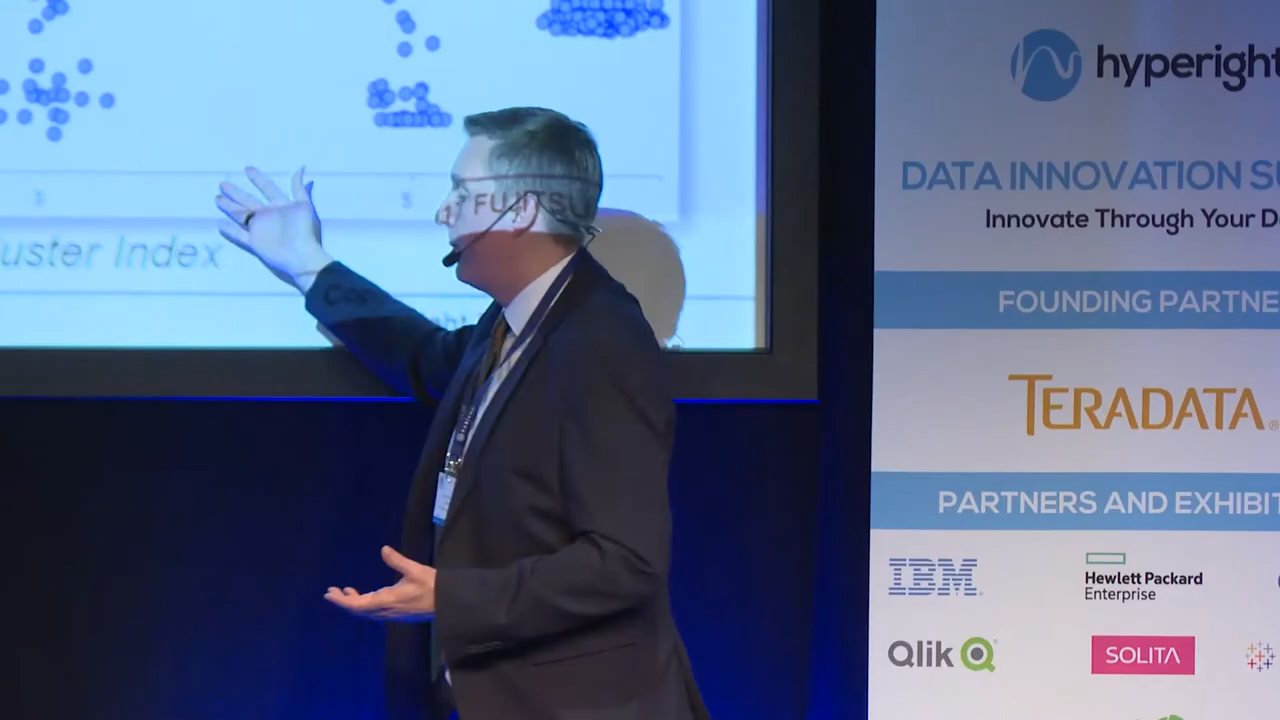 FUJITSU
uster Index
hyperight
DATA INNOVATION SU
Innovate Through Your D
FOUNDING PARTNE
TERADATA
PARTNERS AND EXHIBIT
IBM
Hewlett Packard
Enterprise
Qlik
SOLITA